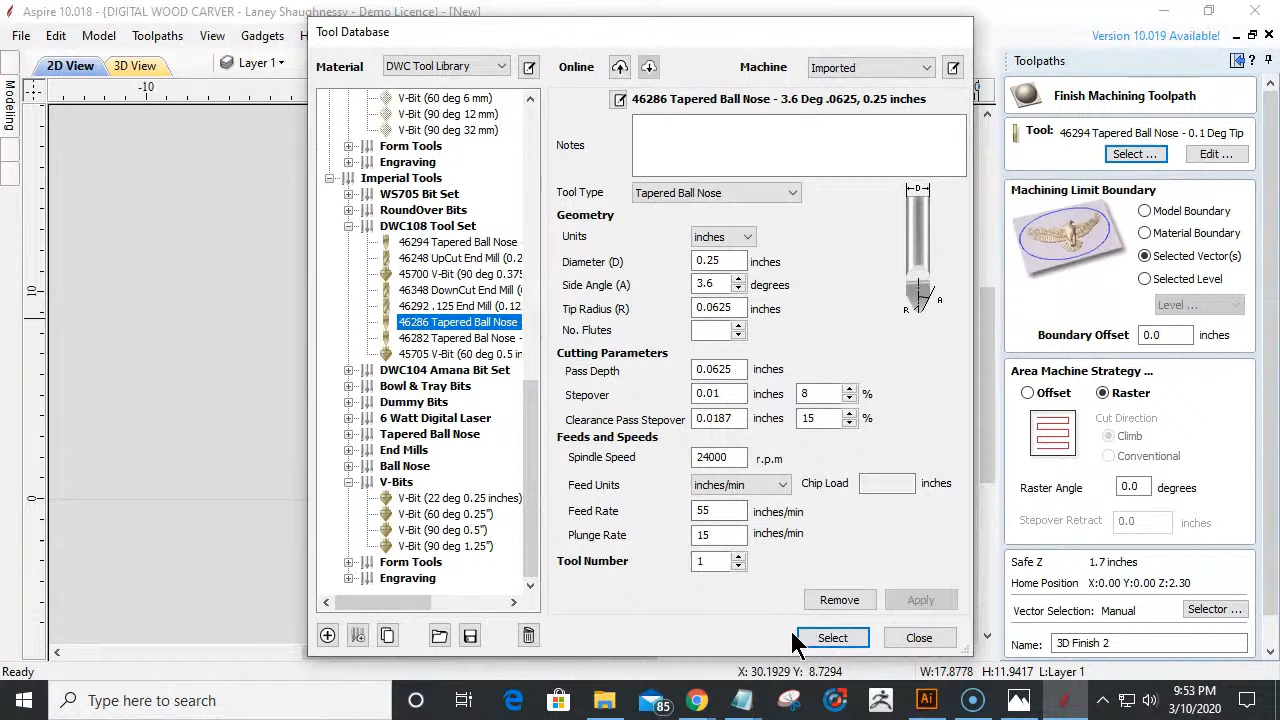 Aspire 10.018 - {DIGITAL WOOD CARVER - Laney Shaughnessy - Demo Licence} - [New]
File Edit Model Toolpaths View Gadgets
Version 10.019 Available!
2D View 3D View Layer 1
-10
10
0
Modeling
Tool Database
Material DWC Tool Library Online Machine Imported
V-Bit (60 deg 6 mm)
V-Bit (90 deg 12 mm)
V-Bit (90 deg 32 mm)
Form Tools
Engraving
Imperial Tools
WS705 Bit Set
RoundOver Bits
DWC108 Tool Set
46294 Tapered Ball Nose -
46248 UpCut End Mill (0.2
45700 V-Bit (90 deg 0.375
46348 DownCut End Mill (0
46292 .125 End Mill (0.12
46286 Tapered Ball Nose
46282 Tapered Ball Nose -
45705 V-Bit (60 deg 0.5 in
DWC104 Amana Bit Set
Bowl & Tray Bits
Dummy Bits
6 Watt Digital Laser
Tapered Ball Nose
End Mills
Ball Nose
V-Bits
V-Bit (22 deg 0.25 inches)
V-Bit (60 deg 0.25")
V-Bit (90 deg 0.5")
V-Bit (90 deg 1.25")
Form Tools
Engraving
46286 Tapered Ball Nose - 3.6 Deg .0625, 0.25 inches
Notes
Tool Type Tapered Ball Nose
Geometry
Units inches
Diameter (D) 0.25 inches
Side Angle (A) 3.6 degrees
Tip Radius (R) 0.0625 inches
No. Flutes
D
A
R
Cutting Parameters
Pass Depth 0.0625 inches
Stepover 0.01 inches 8 %
Clearance Pass Stepover 0.0187 inches 15 %
Feeds and Speeds
Spindle Speed 24000 r.p.m
Feed Units inches/min Chip Load inches
Feed Rate 55 inches/min
Plunge Rate 15 inches/min
Tool Number 1
Remove Apply
Select Close
Toolpaths
Finish Machining Toolpath
Tool: 46294 Tapered Ball Nose - 0.1 Deg Tip
Select ... Edit ...
Machining Limit Boundary
Model Boundary
Material Boundary
Selected Vector(s)
Selected Level
Level ...
Boundary Offset 0.0 inches
Area Machine Strategy ...
Offset Raster
Cut Direction
Climb
Conventional
Raster Angle 0.0 degrees
Stepover Retract 0.0 inches
Safe Z 1.7 inches
Home Position X:0.00 Y:0.00 Z:2.30
Vector Selection: Manual Selector ...
Name: 3D Finish 2
Ready X: 30.1929 Y: 8.7294 W:17.8778 H:11.9417 L:Layer 1
Type here to search 85 Ai 9:53 PM
3/10/2020